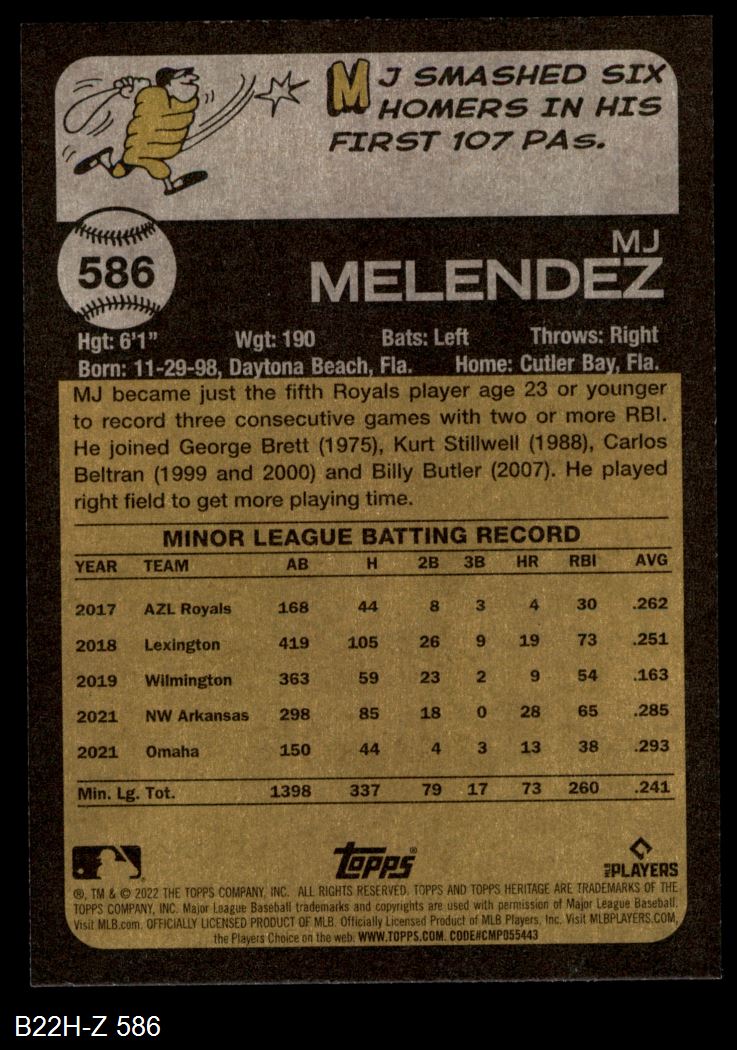 MJ SMASHED SIX
HOMERS IN HIS
FIRST 107 PAS.
586
MJ
MELENDEZ
Hgt: 6'1" Wgt: 190 Bats: Left Throws: Right
Born: 11-29-98, Daytona Beach, Fla. Home: Cutler Bay, Fla.
MJ became just the fifth Royals player age 23 or younger
to record three consecutive games with two or more RBI.
He joined George Brett (1975), Kurt Stillwell (1988), Carlos
Beltran (1999 and 2000) and Billy Butler (2007). He played
right field to get more playing time.
MINOR LEAGUE BATTING RECORD
YEAR TEAM AB H 2B 3B HR RBI AVG
2017 AZL Royals 168 44 8 3 4 30 .262
2018 Lexington 419 105 26 9 19 73 .251
2019 Wilmington 363 59 23 2 9 54 .163
2021 NW Arkansas 298 85 18 0 28 65 .285
2021 Omaha 150 44 4 3 13 38 .293
Min. Lg. Tot. 1398 337 79 17 73 260 .241
Topps® PLAYERS
®, TM & © 2022 THE TOPPS COMPANY, INC. ALL RIGHTS RESERVED. TOPPS AND TOPPS HERITAGE ARE TRADEMARKS OF THE
TOPPS COMPANY, INC. Major League Baseball trademarks and copyrights are used with permission of Major League Baseball.
Visit MLB.com. OFFICIALLY LICENSED PRODUCT OF MLB. Officially Licensed Product of MLB Players, Inc. Visit MLBPLAYERS.COM,
the Players Choice on the web. WWW.TOPPS.COM. CODE#CMP055443
B22H-Z 586